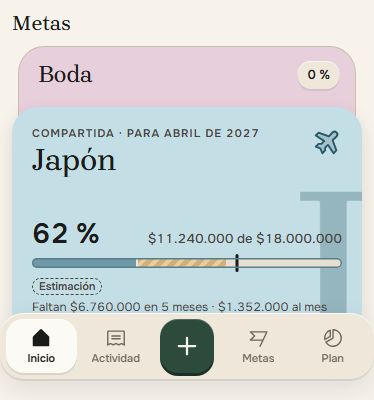 Metas
Boda
0 %
COMPARTIDA · PARA ABRIL DE 2027
Japón
62 %
$11.240.000 de $18.000.000
Estimación
Faltan $6.760.000 en 5 meses · $1.352.000 al mes
Inicio
Actividad
Metas
Plan